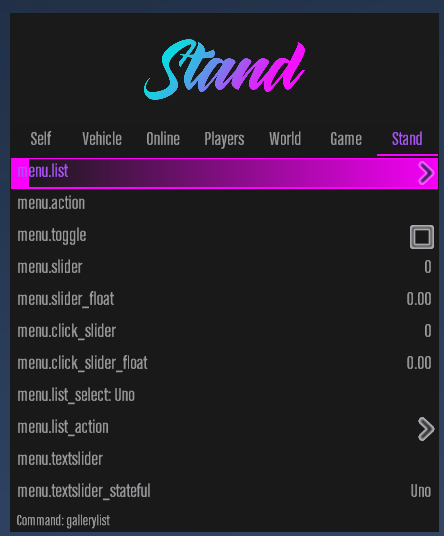 Stand
Self Vehicle Online Players World Game Stand
menu.list
menu.action
menu.toggle
menu.slider 0
menu.slider_float 0.00
menu.click_slider 0
menu.click_slider_float 0.00
menu.list_select: Uno
menu.list_action
menu.textslider
menu.textslider_stateful Uno
Command: gallerylist